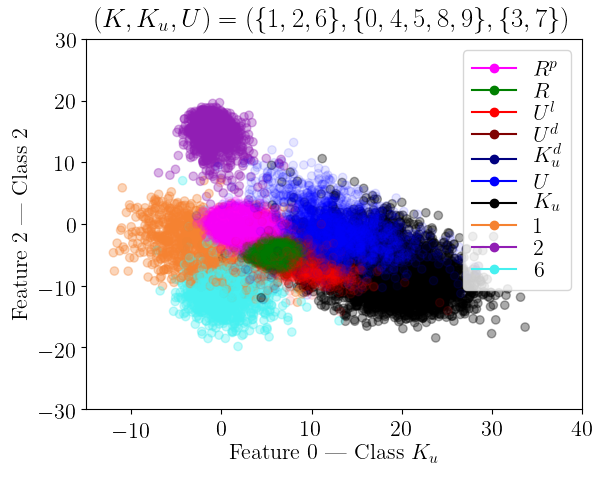 (K, K_u, U) = ({1, 2, 6}, {0, 4, 5, 8, 9}, {3, 7})
R^p
R
U^l
U^d
K_u^d
U
K_u
1
2
6
Feature 2 — Class 2
30
20
10
0
−10
−20
−30
−10 0 10 20 30 40
Feature 0 — Class K_u